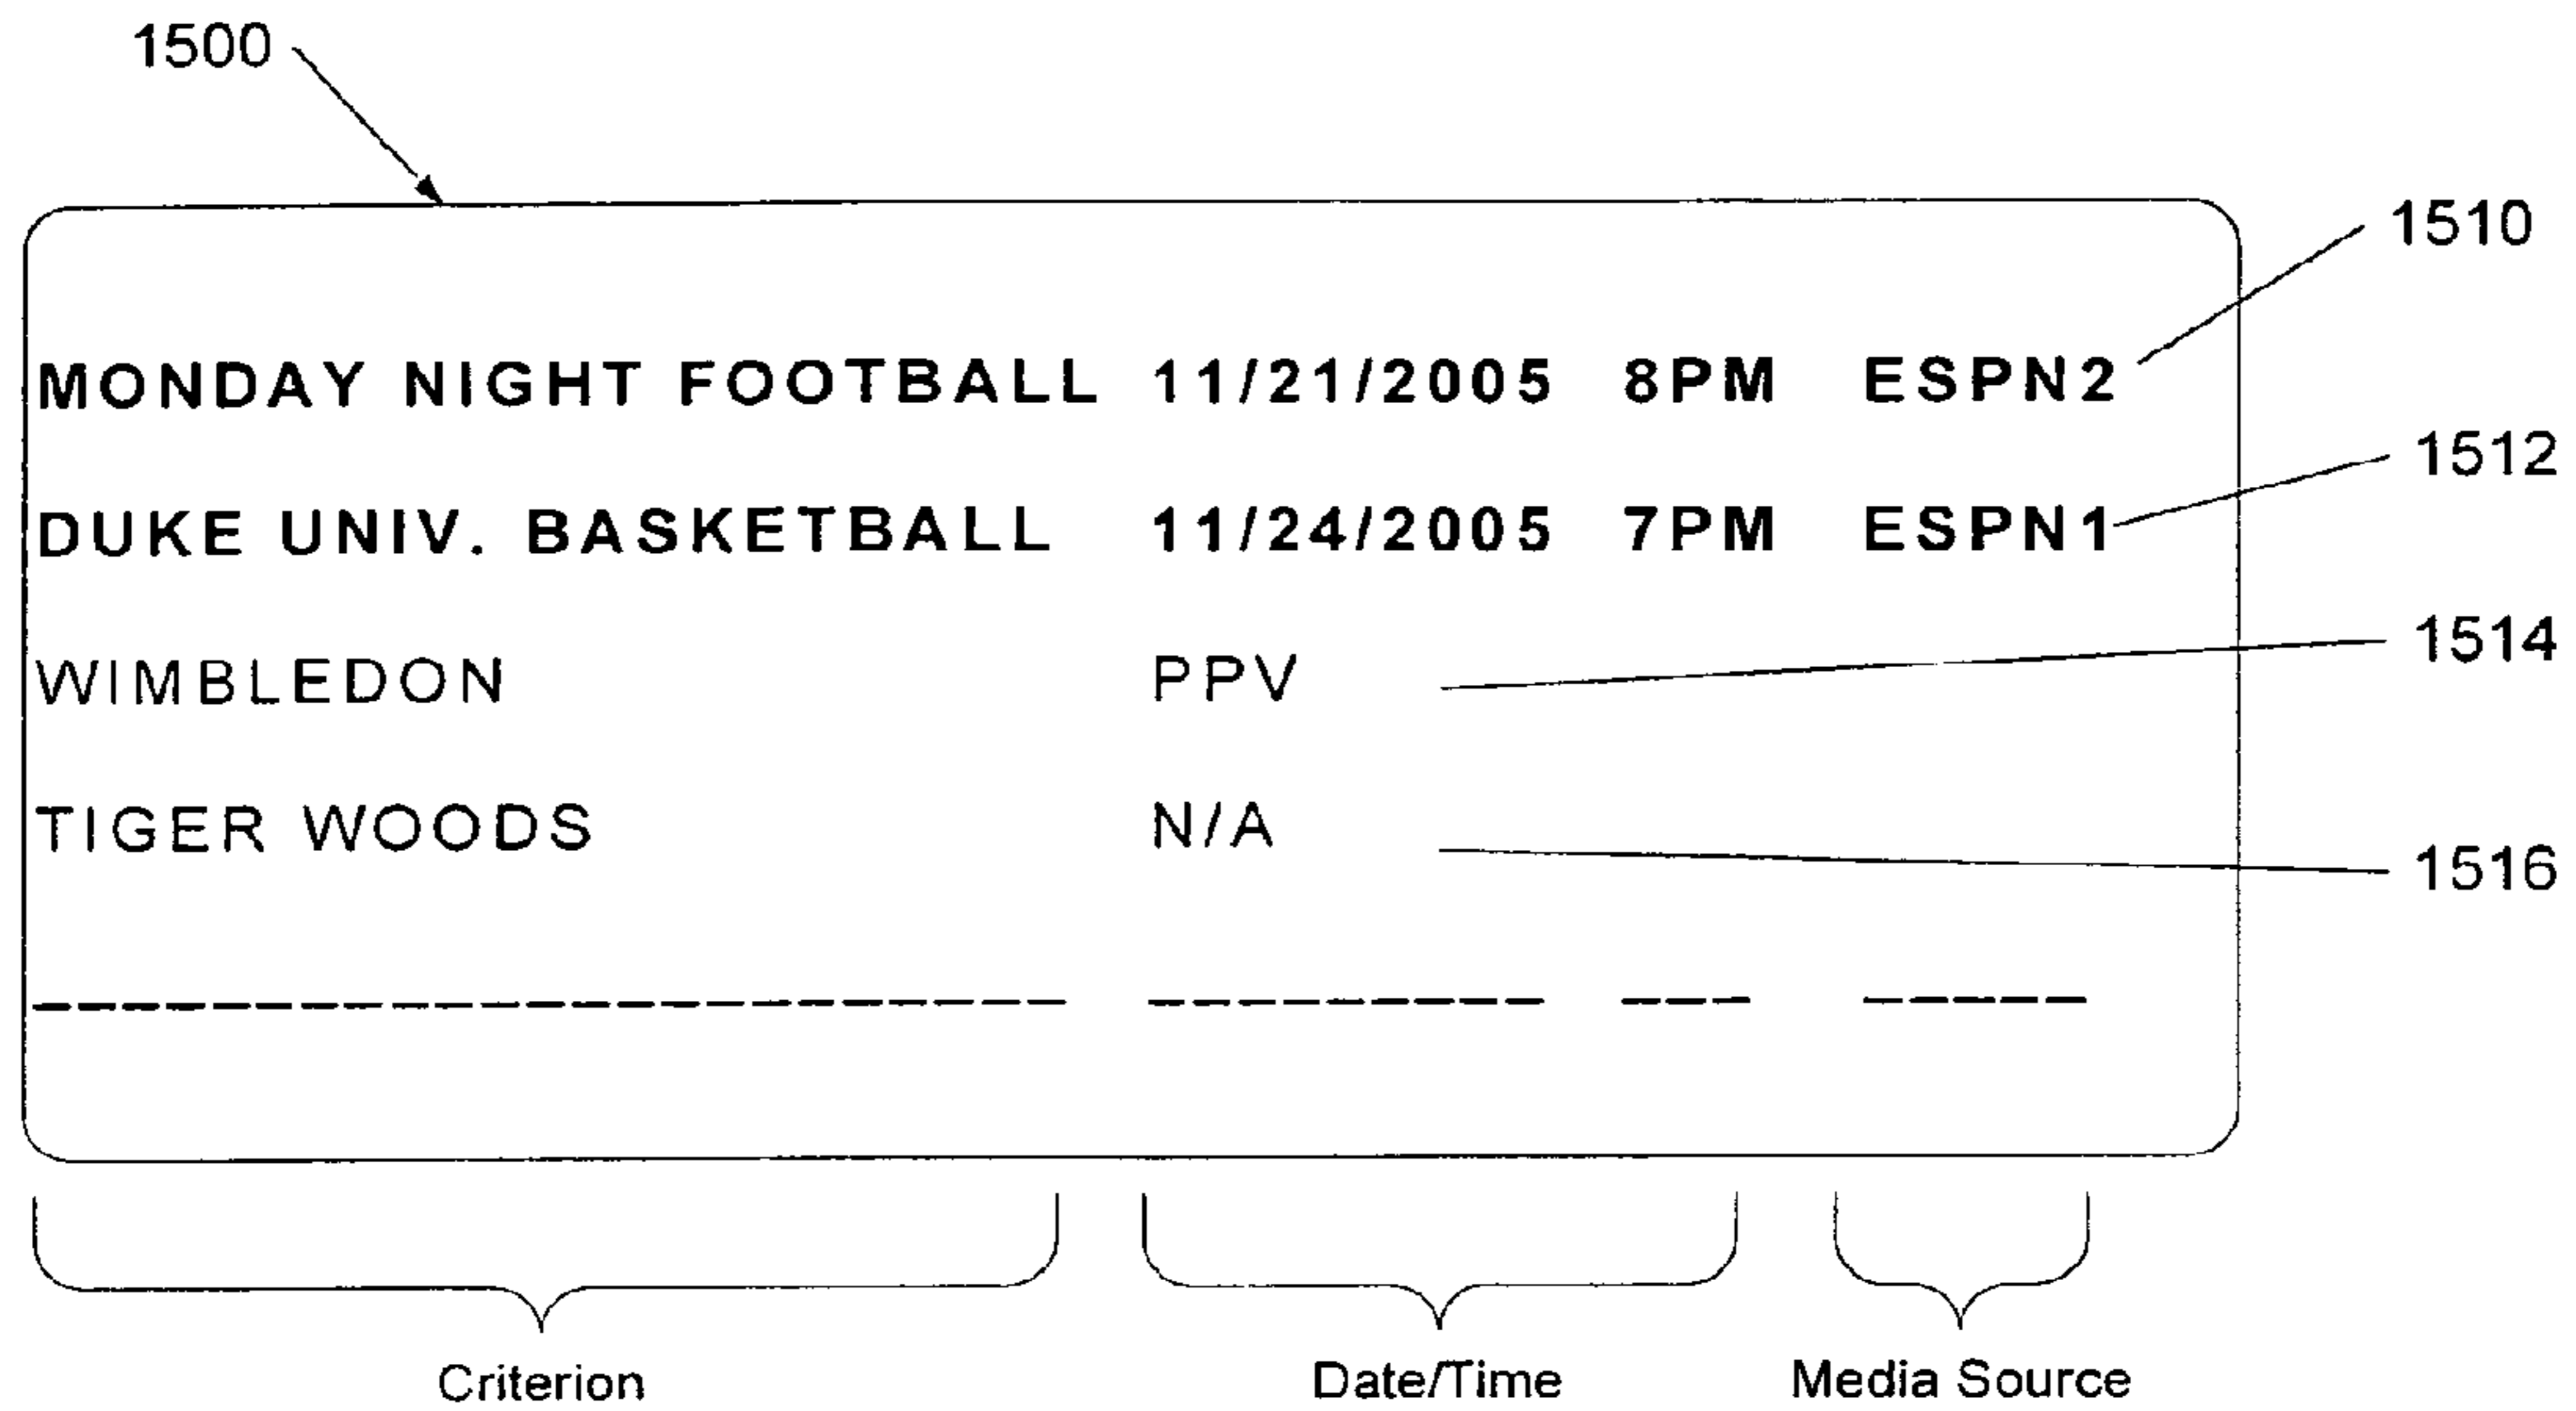 1500
1510
MONDAY NIGHT FOOTBALL 11/21/2005 8PM ESPN2
1512
DUKE UNIV. BASKETBALL 11/24/2005 7PM ESPN1
1514
WIMBLEDON PPV
TIGER WOODS N/A
1516
Criterion Date/Time Media Source